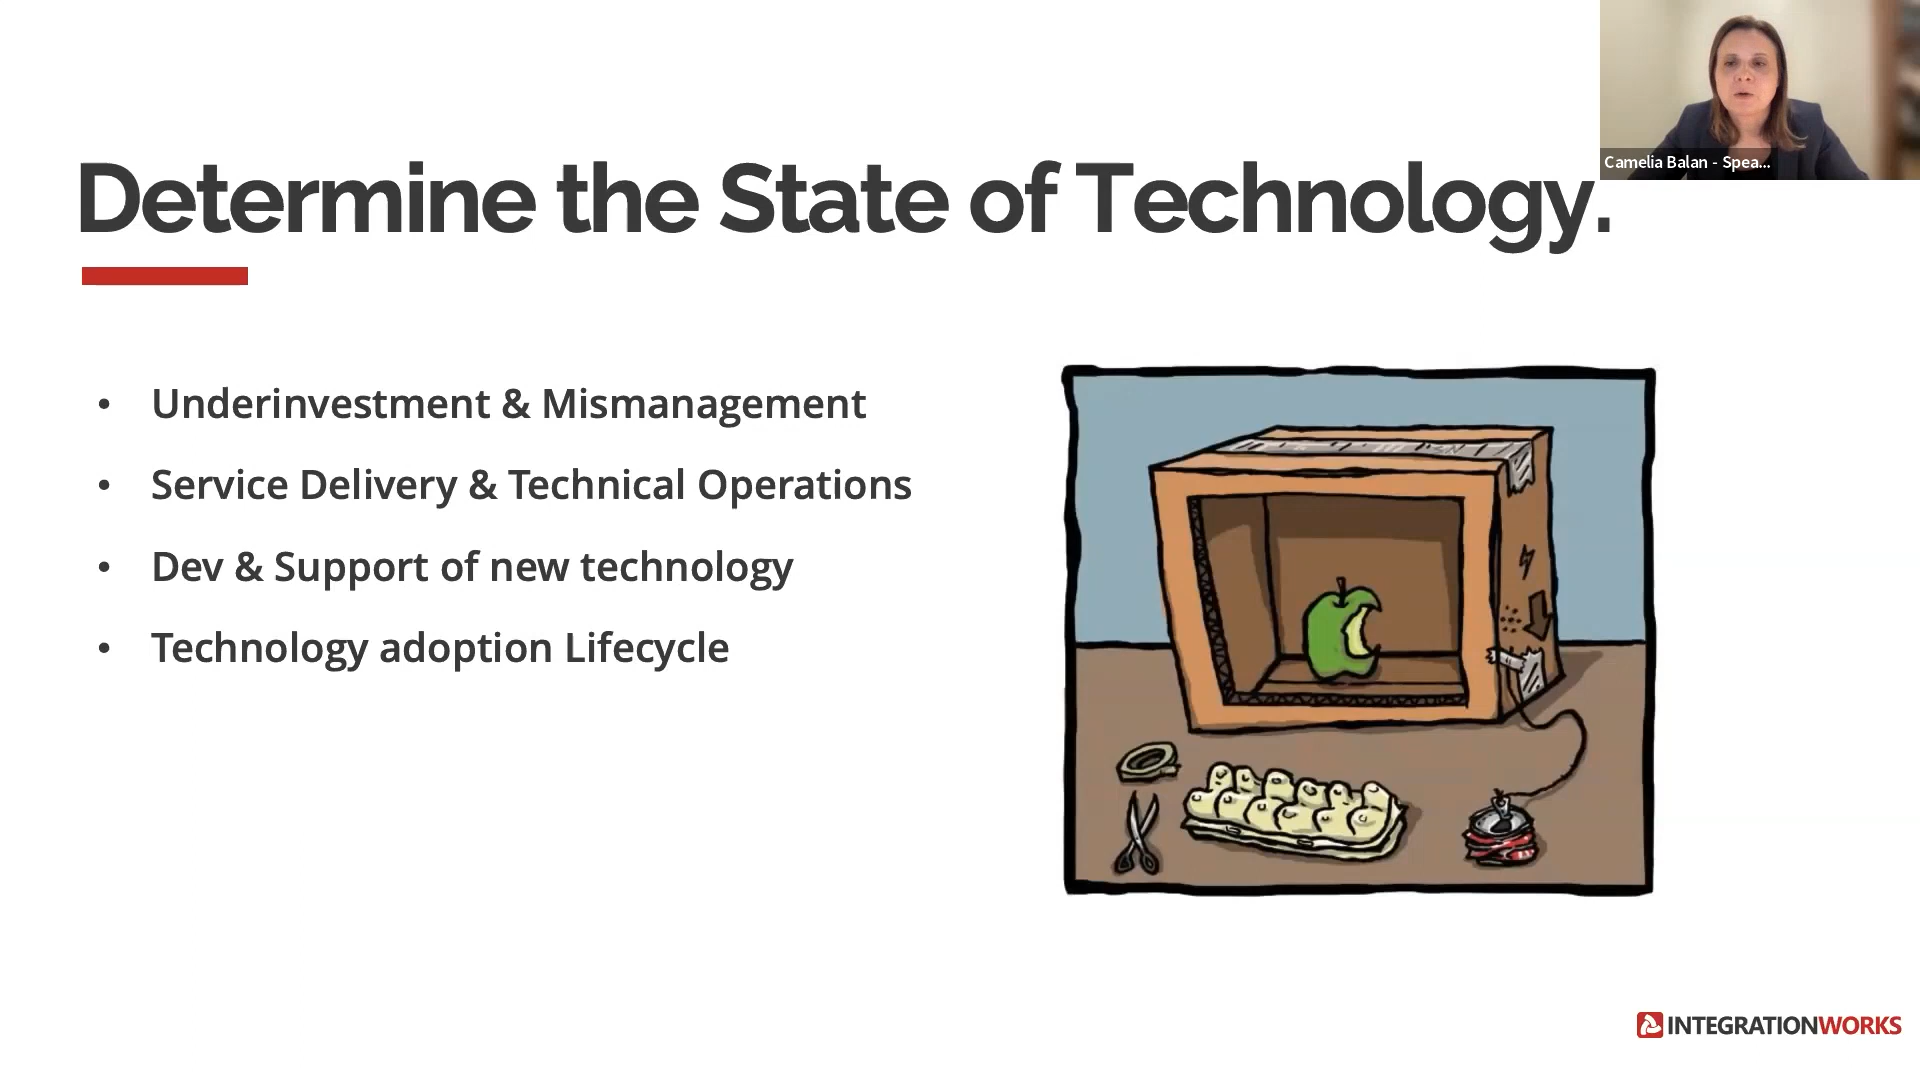 Camelia Balan - Spea...
Determine the State of Technology.
• Underinvestment & Mismanagement
• Service Delivery & Technical Operations
• Dev & Support of new technology
• Technology adoption Lifecycle
INTEGRATIONWORKS